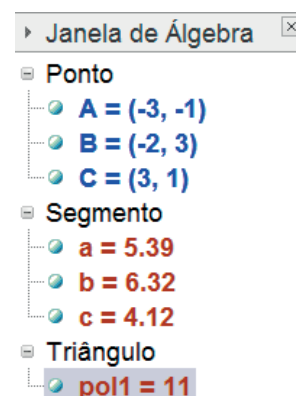 Janela de Álgebra
Ponto
A = (-3, -1)
B = (-2, 3)
C = (3, 1)
Segmento
a = 5.39
b = 6.32
c = 4.12
Triângulo
pol1 = 11